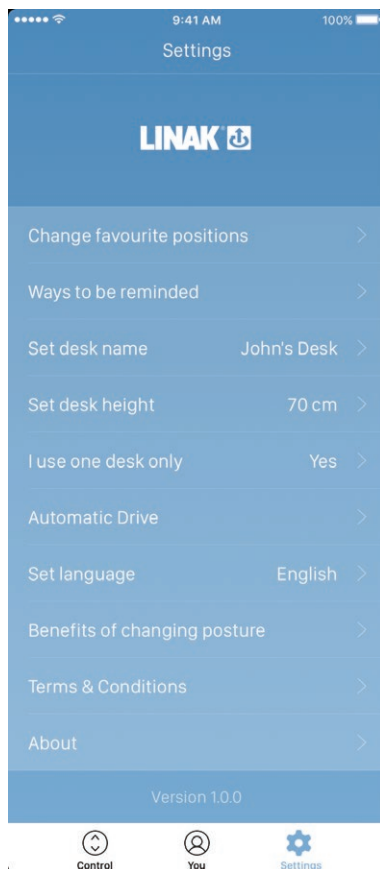 9:41 AM 100%
Settings
LINAK
Change favourite positions
Ways to be reminded
Set desk name John's Desk
Set desk height 70 cm
I use one desk only Yes
Automatic Drive
Set language English
Benefits of changing posture
Terms & Conditions
About
Version 1.0.0
Control You Settings